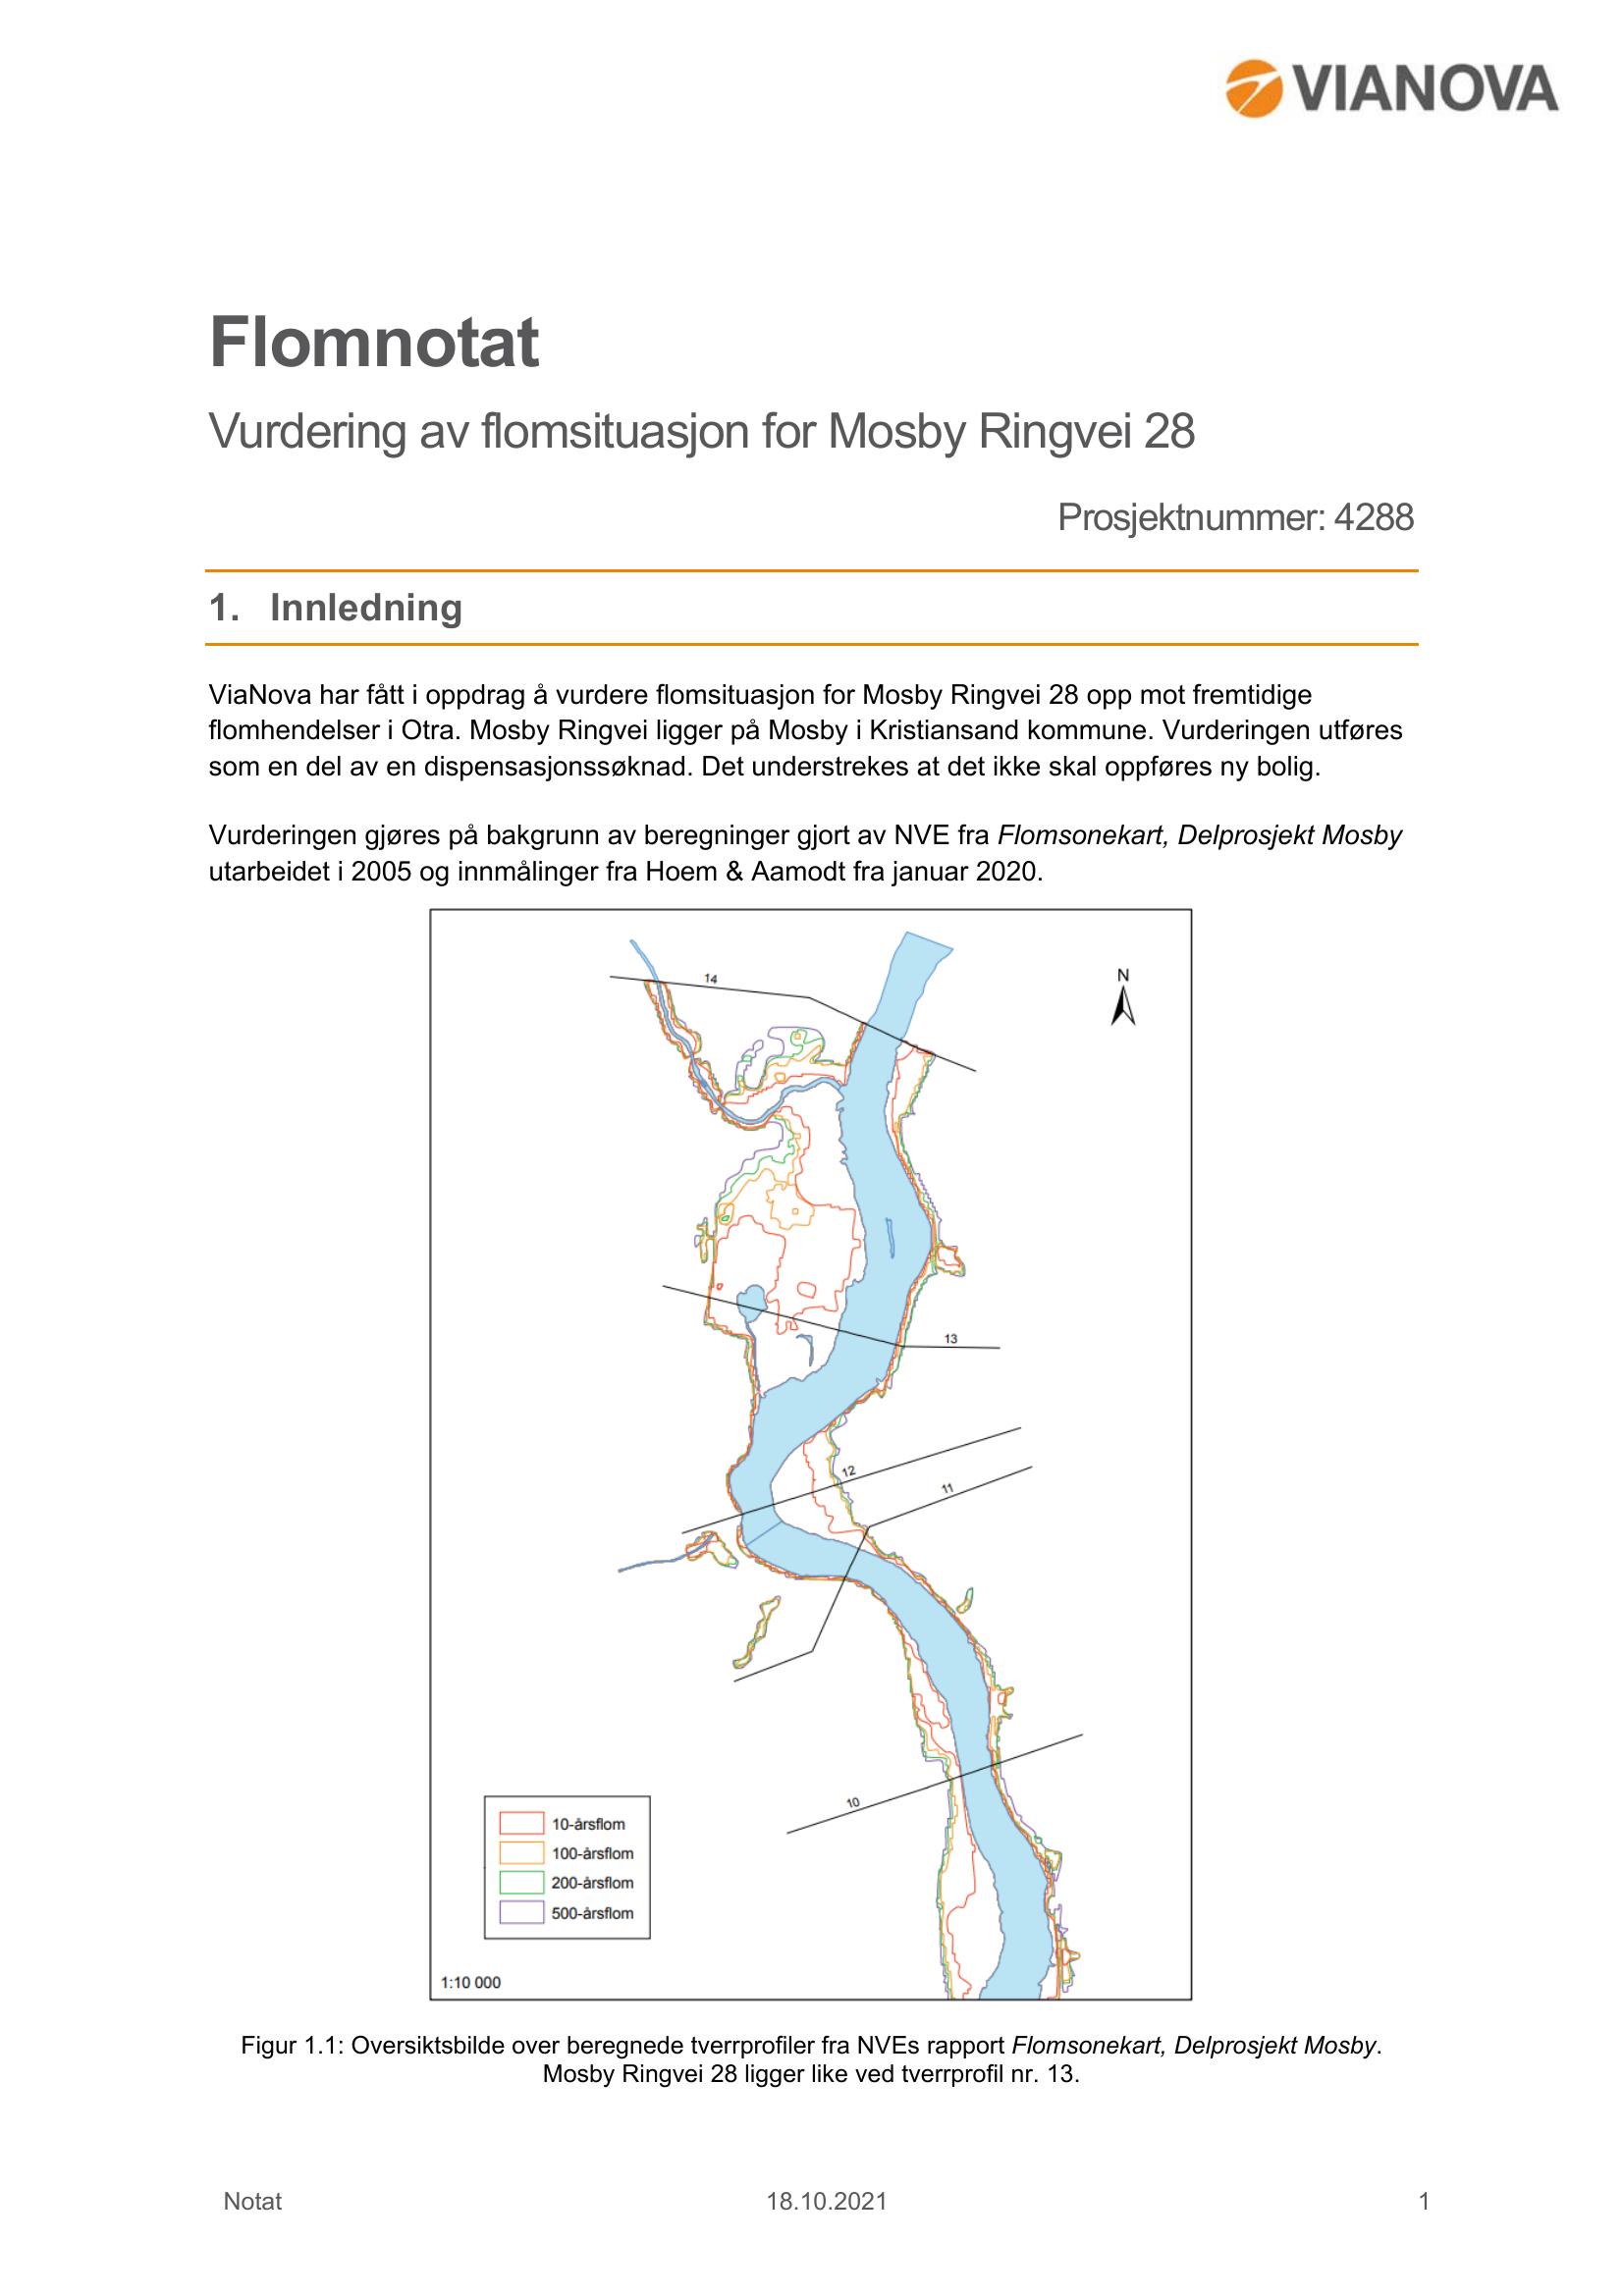 VIANOVA
Flomnotat
Vurdering av flomsituasjon for Mosby Ringvei 28
Prosjektnummer: 4288
1. Innledning
ViaNova har fått i oppdrag å vurdere flomsituasjon for Mosby Ringvei 28 opp mot fremtidige
flomhendelser i Otra. Mosby Ringvei ligger på Mosby i Kristiansand kommune. Vurderingen utføres
som en del av en dispensasjonssøknad. Det understrekes at det ikke skal oppføres ny bolig.
Vurderingen gjøres på bakgrunn av beregninger gjort av NVE fra Flomsonekart, Delprosjekt Mosby
utarbeidet i 2005 og innmålinger fra Hoem & Aamodt fra januar 2020.
14
N
13
12
11
10
10-årsflom
100-årsflom
200-årsflom
500-årsflom
1:10 000
Figur 1.1: Oversiktsbilde over beregnede tverrprofiler fra NVEs rapport Flomsonekart, Delprosjekt Mosby.
Mosby Ringvei 28 ligger like ved tverrprofil nr. 13.
Notat 18.10.2021 1